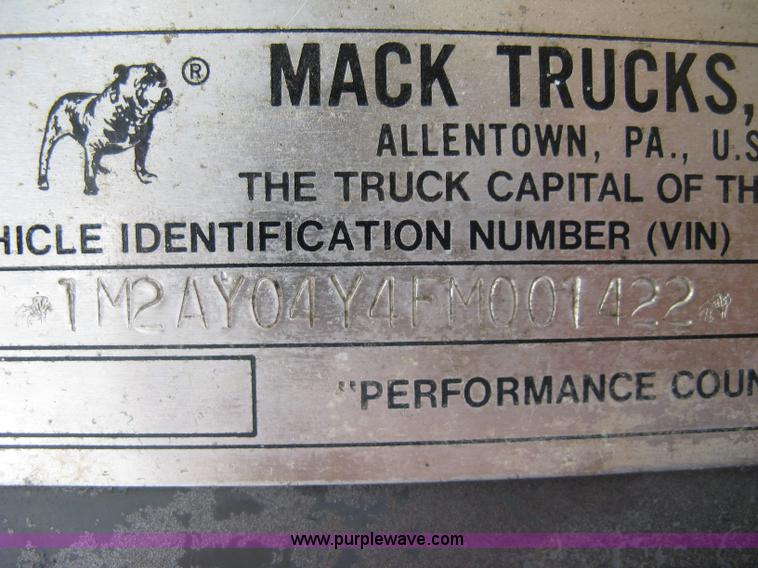 ®
MACK TRUCKS,
ALLENTOWN, PA., U.S
THE TRUCK CAPITAL OF TH
HICLE IDENTIFICATION NUMBER (VIN)
*1M2AY04Y4FM001422*
"PERFORMANCE COUN
www.purplewave.com